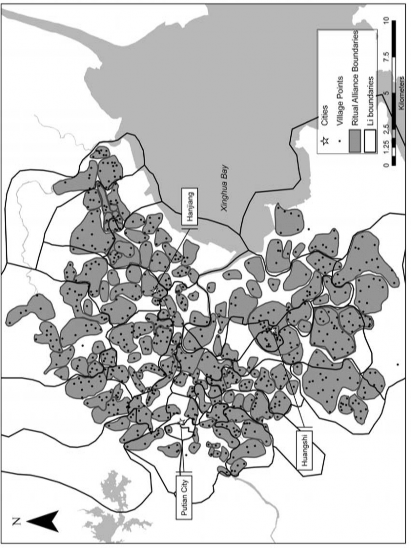 N
Putian City
Hanjiang
Huangshi
Xinghua Bay
Cities
Village Points
Ritual Alliance Boundaries
Li boundaries
0 1.25 2.5 5 7.5 10
Kilometers